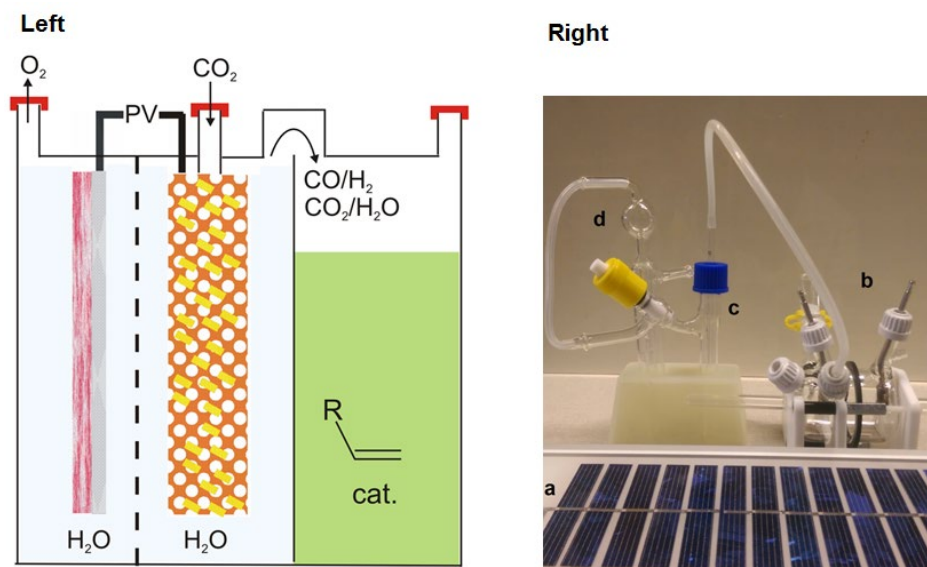 Left
O₂
CO₂
PV
CO/H₂
CO₂/H₂O
R
cat.
H₂O
H₂O
Right
d
b
c
a